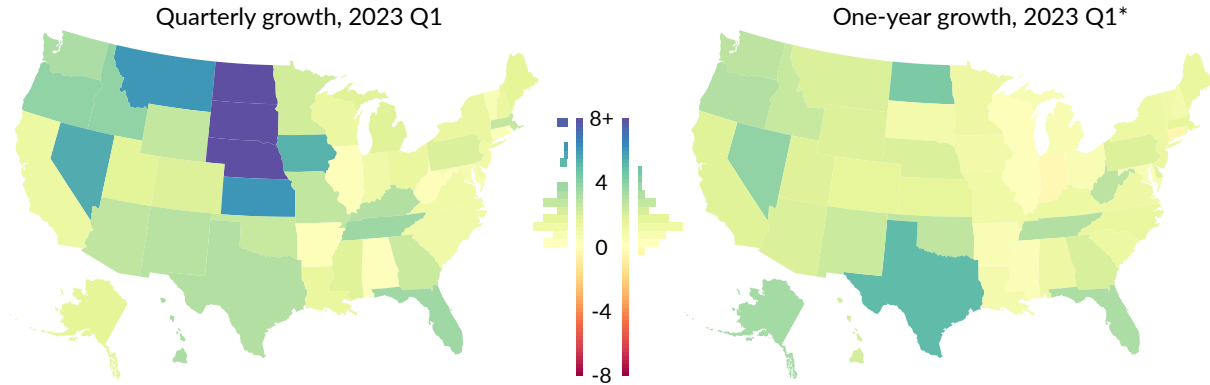 Quarterly growth, 2023 Q1
One-year growth, 2023 Q1*
8+
4
0
-4
-8